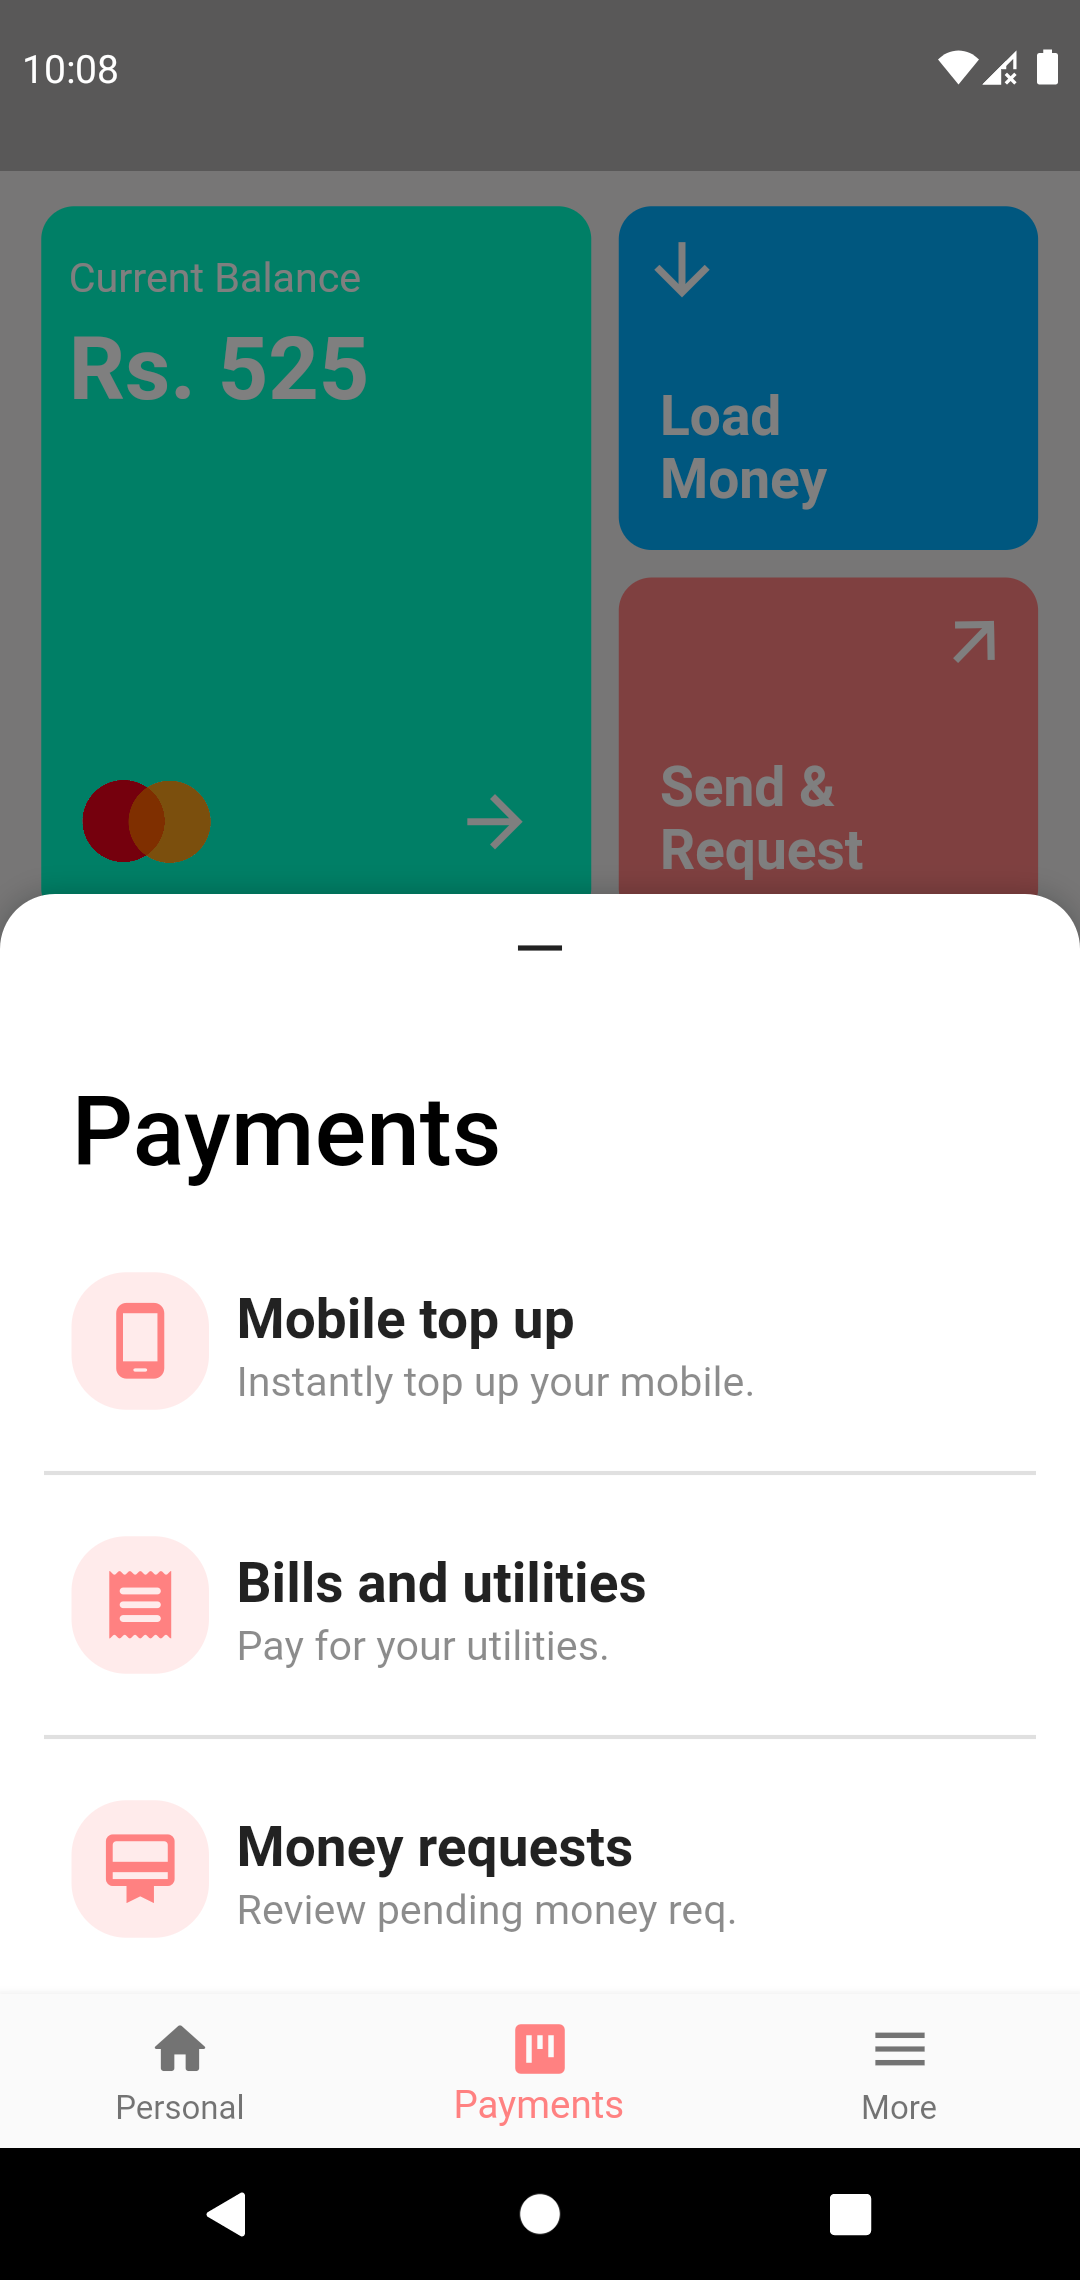 10:08
Current Balance
Rs. 525
Load
Money
Send &
Request
Payments
Mobile top up
Instantly top up your mobile.
Bills and utilities
Pay for your utilities.
Money requests
Review pending money req.
Personal
Payments
More